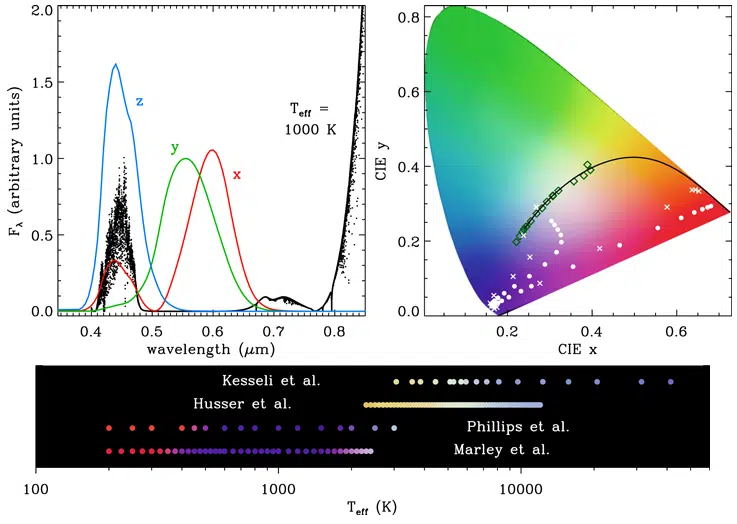 2.0
1.5
1.0
0.5
0.0
F_λ (arbitrary units)
z
y
x
T_eff =
1000 K
0.4 0.5 0.6 0.7 0.8
wavelength (μm)
0.8
0.6
0.4
0.2
0.0
CIE y
0.2 0.4 0.6
CIE x
Kesseli et al.
Husser et al.
Phillips et al.
Marley et al.
100 1000 10000
T_eff (K)